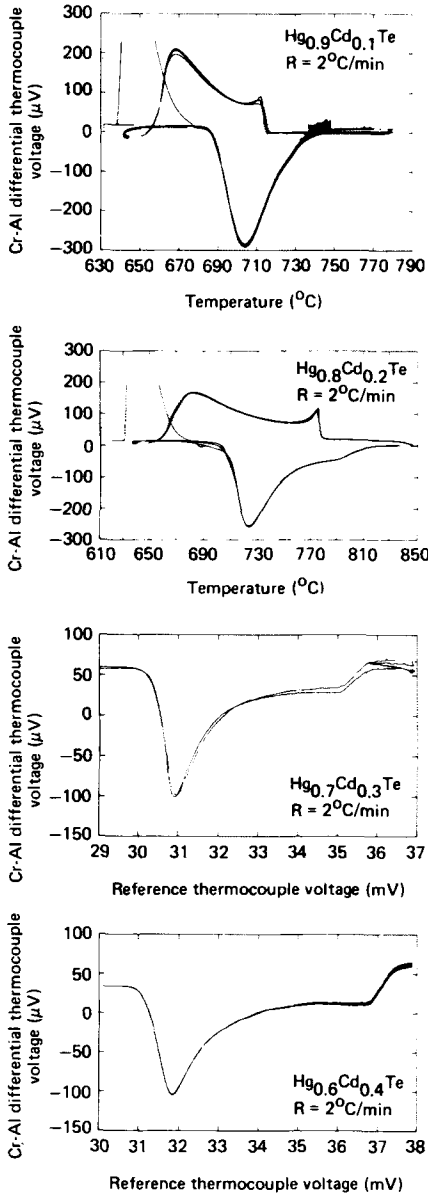 Cr-Al differential thermocouple
voltage (μV)
300
200
100
0
−100
−200
−300
Hg0.9Cd0.1Te
R = 2°C/min
630 650 670 690 710 730 750 770 790
Temperature (°C)
Cr-Al differential thermocouple
voltage (μV)
300
200
100
0
−100
−200
−300
Hg0.8Cd0.2Te
R = 2°C/min
610 650 690 730 770 810 850
Temperature (°C)
Cr-Al differential thermocouple
voltage (μV)
100
50
0
−50
−100
−150
Hg0.7Cd0.3Te
R = 2°C/min
29 30 31 32 33 34 35 36 37
Reference thermocouple voltage (mV)
Cr-Al differential thermocouple
voltage (μV)
100
50
0
−50
−100
−150
Hg0.6Cd0.4Te
R = 2°C/min
30 31 32 33 34 35 36 37 38
Reference thermocouple voltage (mV)